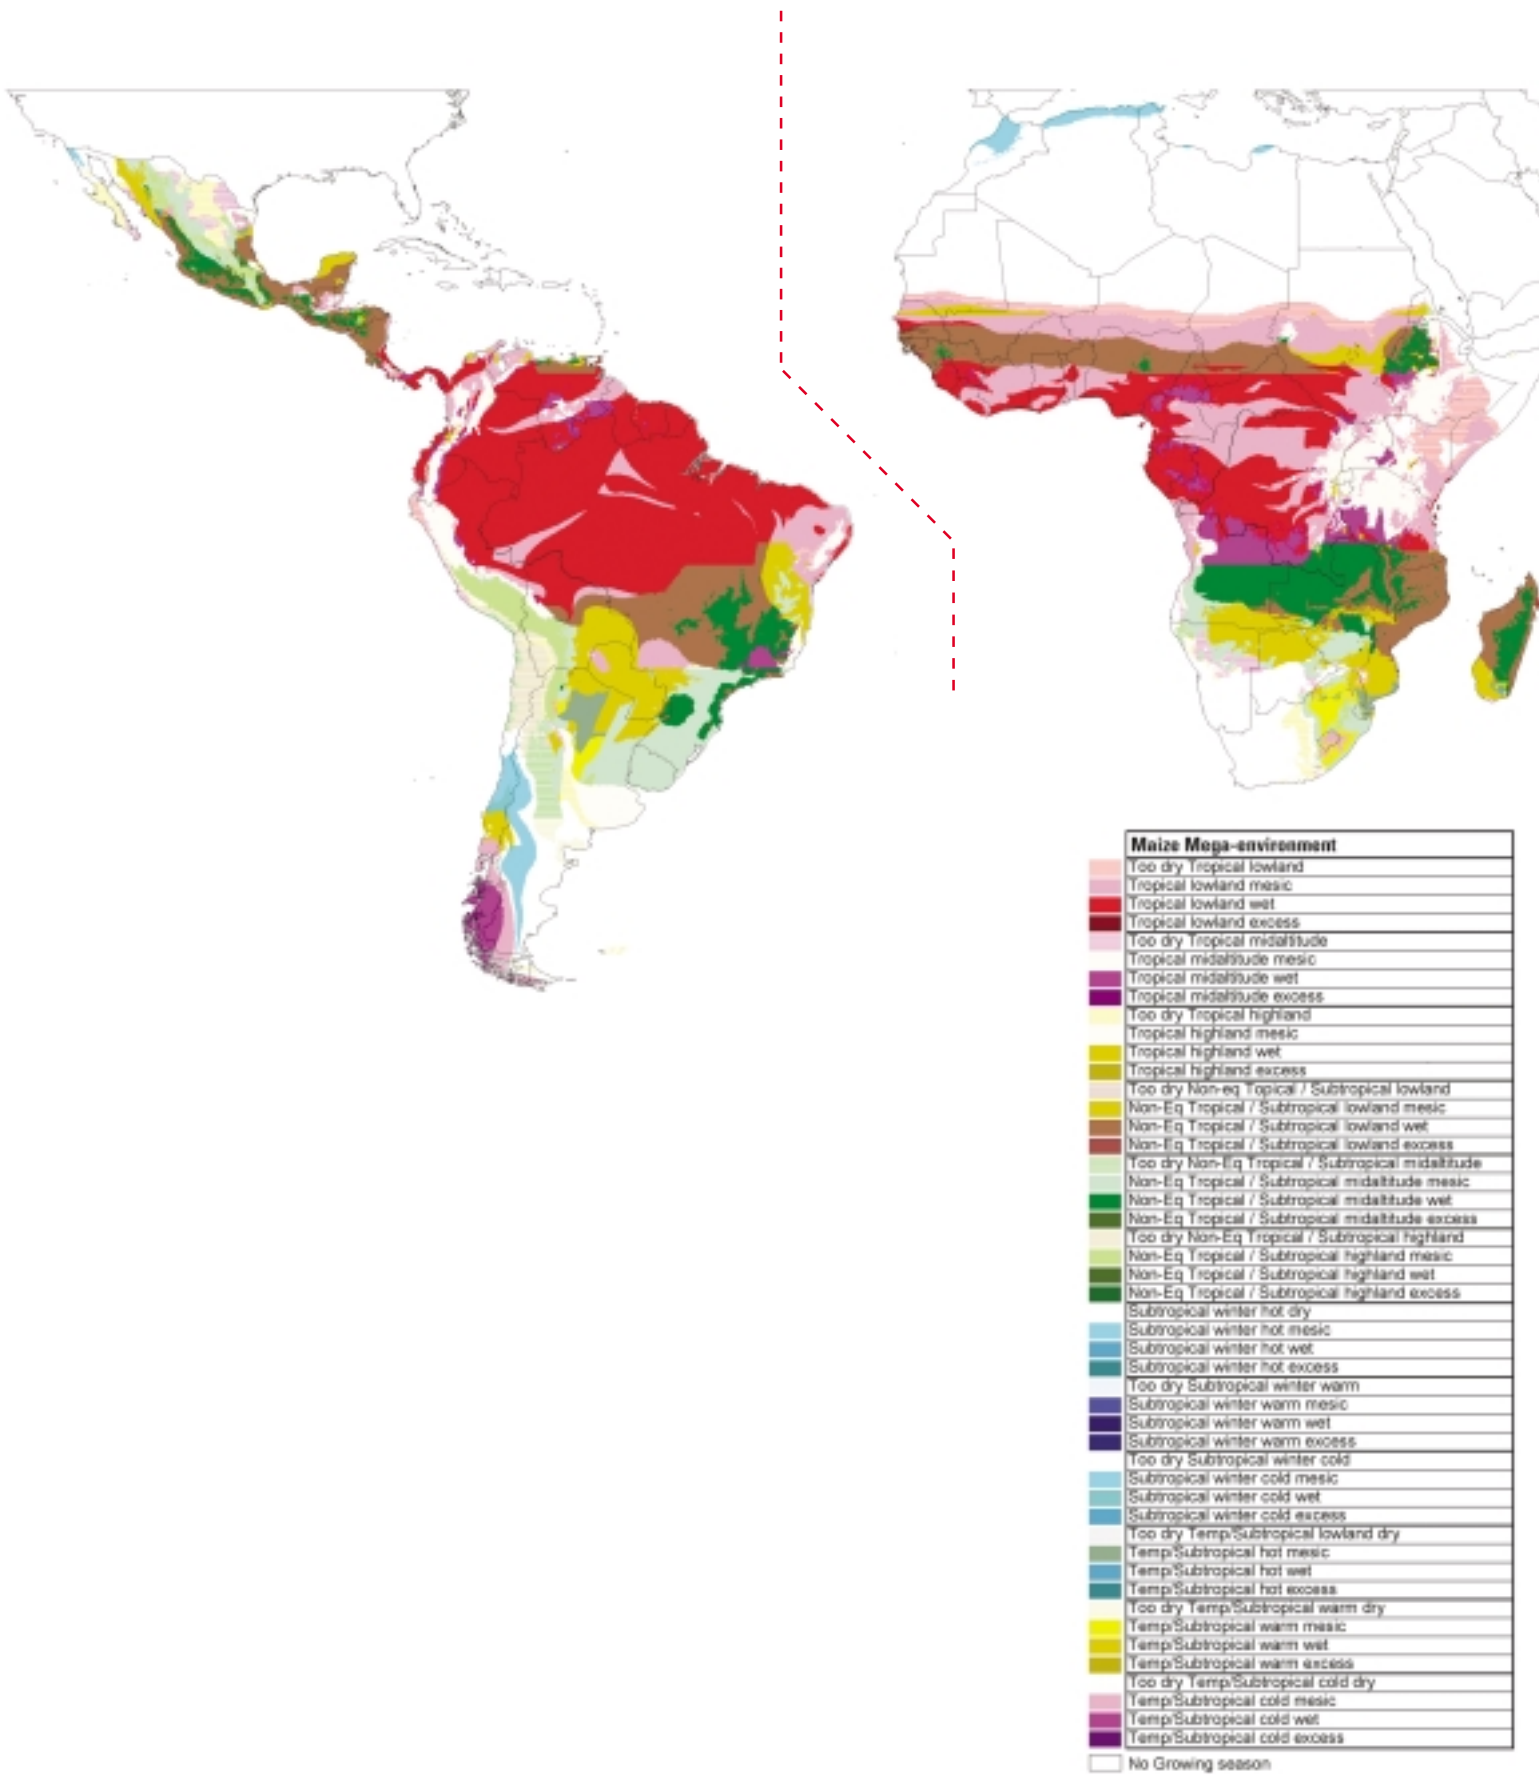 Maize Mega-environment
Too dry Tropical lowland
Tropical lowland mesic
Tropical lowland wet
Tropical lowland excess
Too dry Tropical midaltitude
Tropical midaltitude mesic
Tropical midaltitude wet
Tropical midaltitude excess
Too dry Tropical highland
Tropical highland mesic
Tropical highland wet
Tropical highland excess
Too dry Non-eq Topical / Subtropical lowland
Non-Eq Tropical / Subtropical lowland mesic
Non-Eq Tropical / Subtropical lowland wet
Non-Eq Tropical / Subtropical lowland excess
Too dry Non-Eq Tropical / Subtropical midaltitude
Non-Eq Tropical / Subtropical midaltitude mesic
Non-Eq Tropical / Subtropical midaltitude wet
Non-Eq Tropical / Subtropical midaltitude excess
Too dry Non-Eq Tropical / Subtropical highland
Non-Eq Tropical / Subtropical highland mesic
Non-Eq Tropical / Subtropical highland wet
Non-Eq Tropical / Subtropical highland excess
Subtropical winter hot dry
Subtropical winter hot mesic
Subtropical winter hot wet
Subtropical winter hot excess
Too dry Subtropical winter warm
Subtropical winter warm mesic
Subtropical winter warm wet
Subtropical winter warm excess
Too dry Subtropical winter cold
Subtropical winter cold mesic
Subtropical winter cold wet
Subtropical winter cold excess
Too dry Temp/Subtropical lowland dry
Temp/Subtropical hot mesic
Temp/Subtropical hot wet
Temp/Subtropical hot excess
Too dry Temp/Subtropical warm dry
Temp/Subtropical warm mesic
Temp/Subtropical warm wet
Temp/Subtropical warm excess
Too dry Temp/Subtropical cold dry
Temp/Subtropical cold mesic
Temp/Subtropical cold wet
Temp/Subtropical cold excess
No Growing season